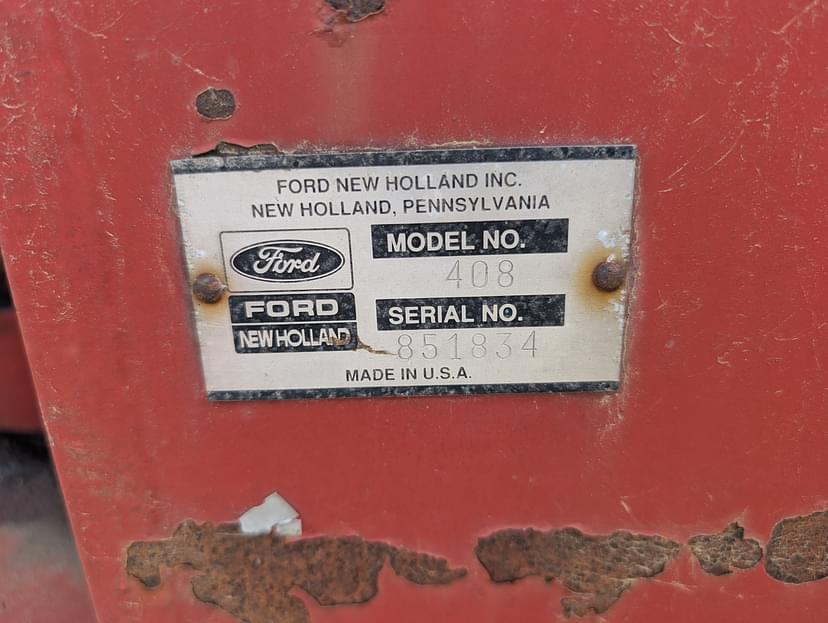 FORD NEW HOLLAND INC.
NEW HOLLAND, PENNSYLVANIA
Ford
MODEL NO.
408
FORD
NEW HOLLAND
SERIAL NO.
851834
MADE IN U.S.A.